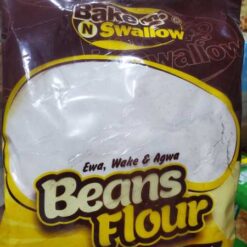 Bake
N Swallow
Swallow
Ewa, Wake & Agwa
Beans
Flour